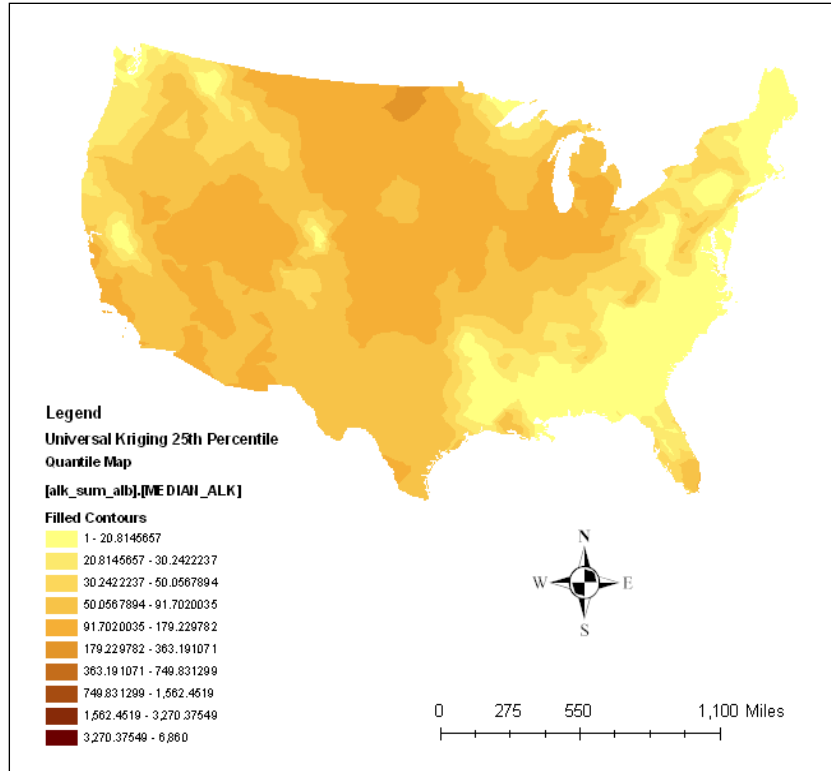 Legend
Universal Kriging 25th Percentile
Quantile Map
[alk_sum_alb].[MEDIAN_ALK]
Filled Contours
1 - 20.8145657
20.8145657 - 30.2422237
30.2422237 - 50.0567894
50.0567894 - 91.7020035
91.7020035 - 179.229782
179.229782 - 363.191071
363.191071 - 749.831299
749.831299 - 1,562.4519
1,562.4519 - 3,270.37549
3,270.37549 - 6,860
N
W E
S
0 275 550 1,100 Miles